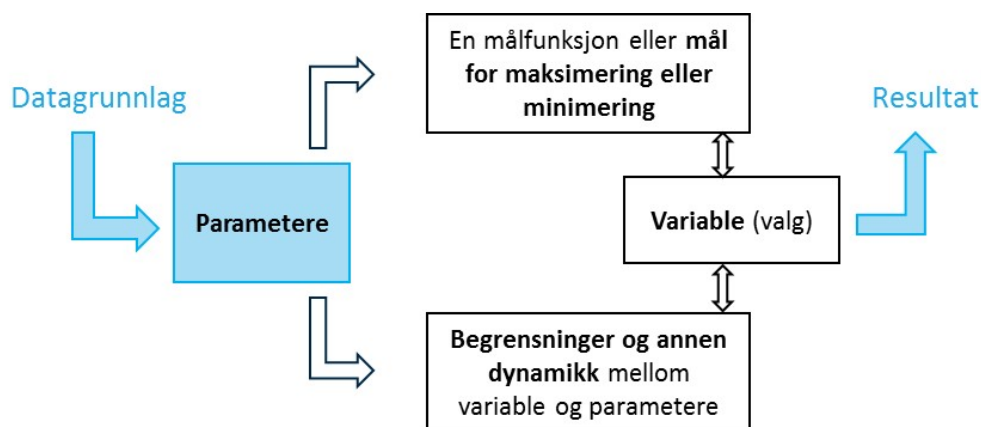 Datagrunnlag
Parametere
En målfunksjon eller mål
for maksimering eller
minimering
Variable (valg)
Begrensninger og annen
dynamikk mellom
variable og parametere
Resultat